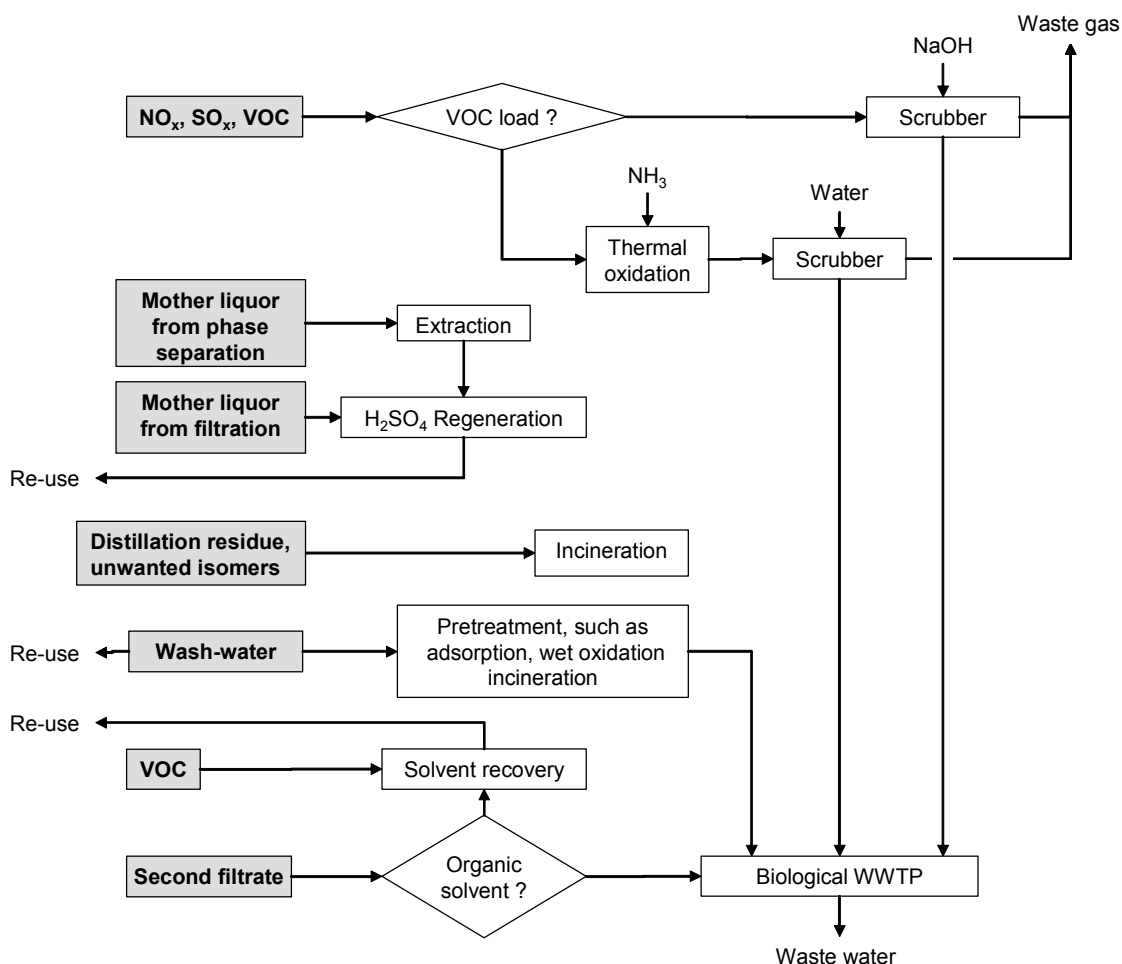 Waste gas
NaOH
NOₓ, SOₓ, VOC
VOC load ?
Scrubber
NH₃
Water
Thermal
oxidation
Scrubber
Mother liquor
from phase
separation
Extraction
Mother liquor
from filtration
H₂SO₄ Regeneration
Re-use
Distillation residue,
unwanted isomers
Incineration
Re-use
Wash-water
Pretreatment, such as
adsorption, wet oxidation
incineration
Re-use
VOC
Solvent recovery
Second filtrate
Organic
solvent ?
Biological WWTP
Waste water